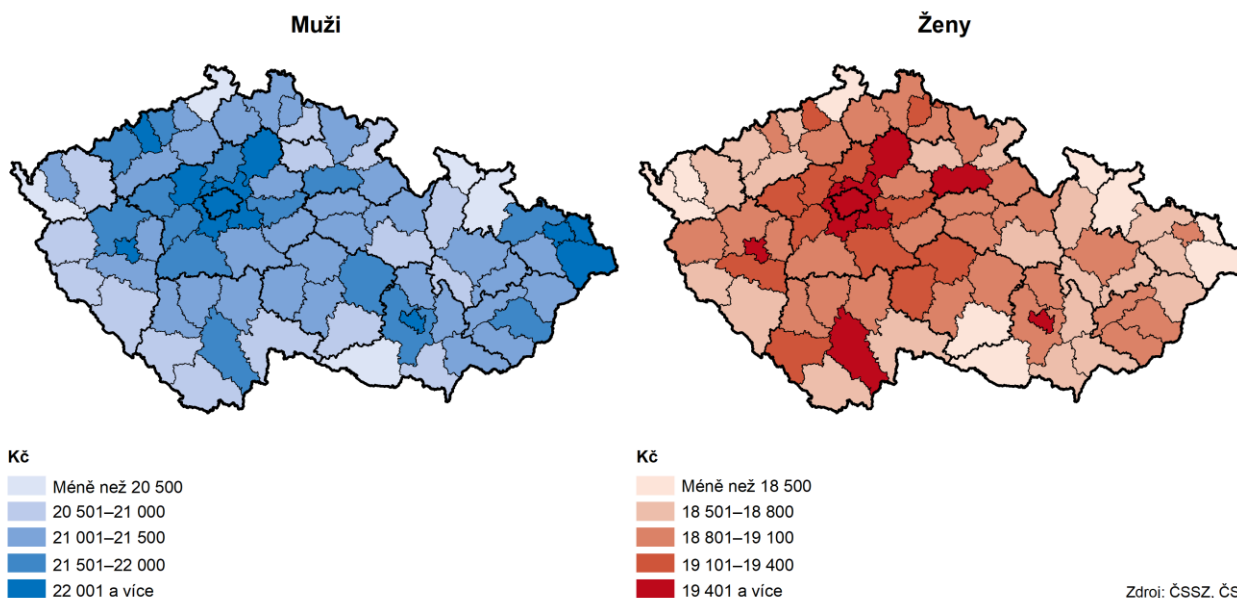 Muži
Ženy
Kč
Méně než 20 500
20 501–21 000
21 001–21 500
21 501–22 000
22 001 a více
Kč
Méně než 18 500
18 501–18 800
18 801–19 100
19 101–19 400
19 401 a více
Zdroj: ČSSZ, ČS